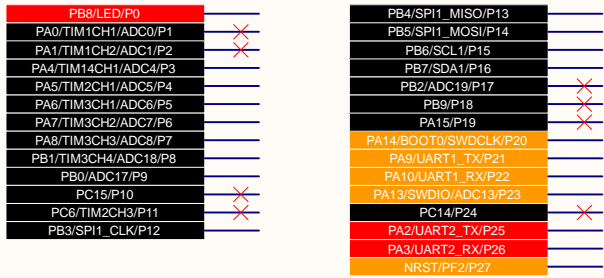 PB8/LED/P0
PA0/TIM1CH1/ADC0/P1
PA1/TIM1CH2/ADC1/P2
PA4/TIM14CH1/ADC4/P3
PA5/TIM2CH1/ADC5/P4
PA6/TIM3CH1/ADC6/P5
PA7/TIM3CH2/ADC7/P6
PA8/TIM3CH3/ADC8/P7
PB1/TIM3CH4/ADC18/P8
PB0/ADC17/P9
PC15/P10
PC6/TIM2CH3/P11
PB3/SPI1_CLK/P12
PB4/SPI1_MISO/P13
PB5/SPI1_MOSI/P14
PB6/SCL1/P15
PB7/SDA1/P16
PB2/ADC19/P17
PB9/P18
PA15/P19
PA14/BOOT0/SWDCLK/P20
PA9/UART1_TX/P21
PA10/UART1_RX/P22
PA13/SWDIO/ADC13/P23
PC14/P24
PA2/UART2_TX/P25
PA3/UART2_RX/P26
NRST/PF2/P27